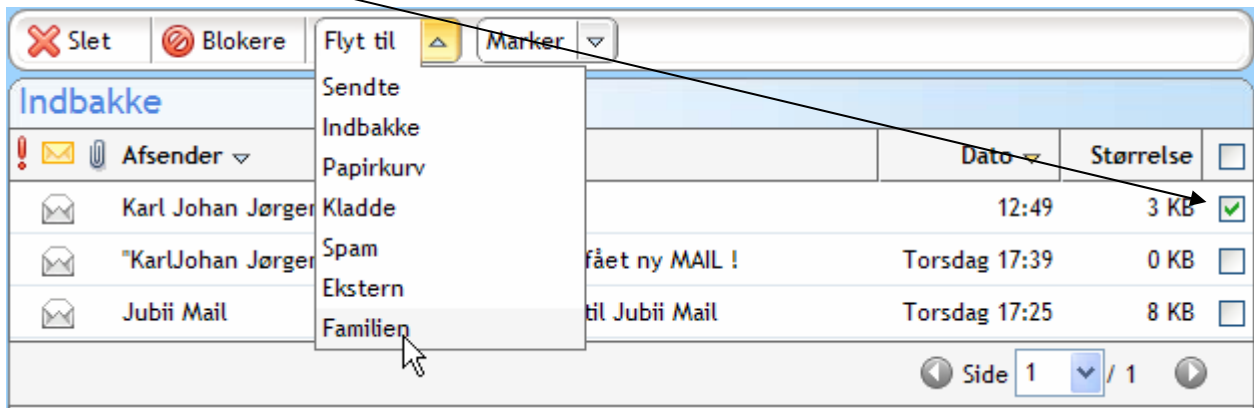 Slet Blokere Flyt til Marker
Indbakke
Sendte
Indbakke
Papirkurv
Kladde
Spam
Ekstern
Familien
Afsender Dato Størrelse
Karl Johan Jørger 12:49 3 KB
"KarlJohan Jørger fået ny MAIL ! Torsdag 17:39 0 KB
Jubii Mail til Jubii Mail Torsdag 17:25 8 KB
Side 1 / 1